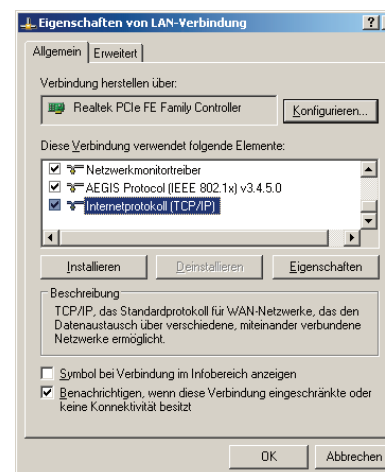 Eigenschaften von LAN-Verbindung
Allgemein
Erweitert
Verbindung herstellen über:
Realtek PCIe FE Family Controller
Konfigurieren...
Diese Verbindung verwendet folgende Elemente:
Netzwerkmonitortreiber
AEGIS Protocol (IEEE 802.1x) v3.4.5.0
Internetprotokoll (TCP/IP)
Installieren
Deinstallieren
Eigenschaften
Beschreibung
TCP/IP, das Standardprotokoll für WAN-Netzwerke, das den
Datenaustausch über verschiedene, miteinander verbundene
Netzwerke ermöglicht.
Symbol bei Verbindung im Infobereich anzeigen
Benachrichtigen, wenn diese Verbindung eingeschränkte oder
keine Konnektivität besitzt
OK
Abbrechen